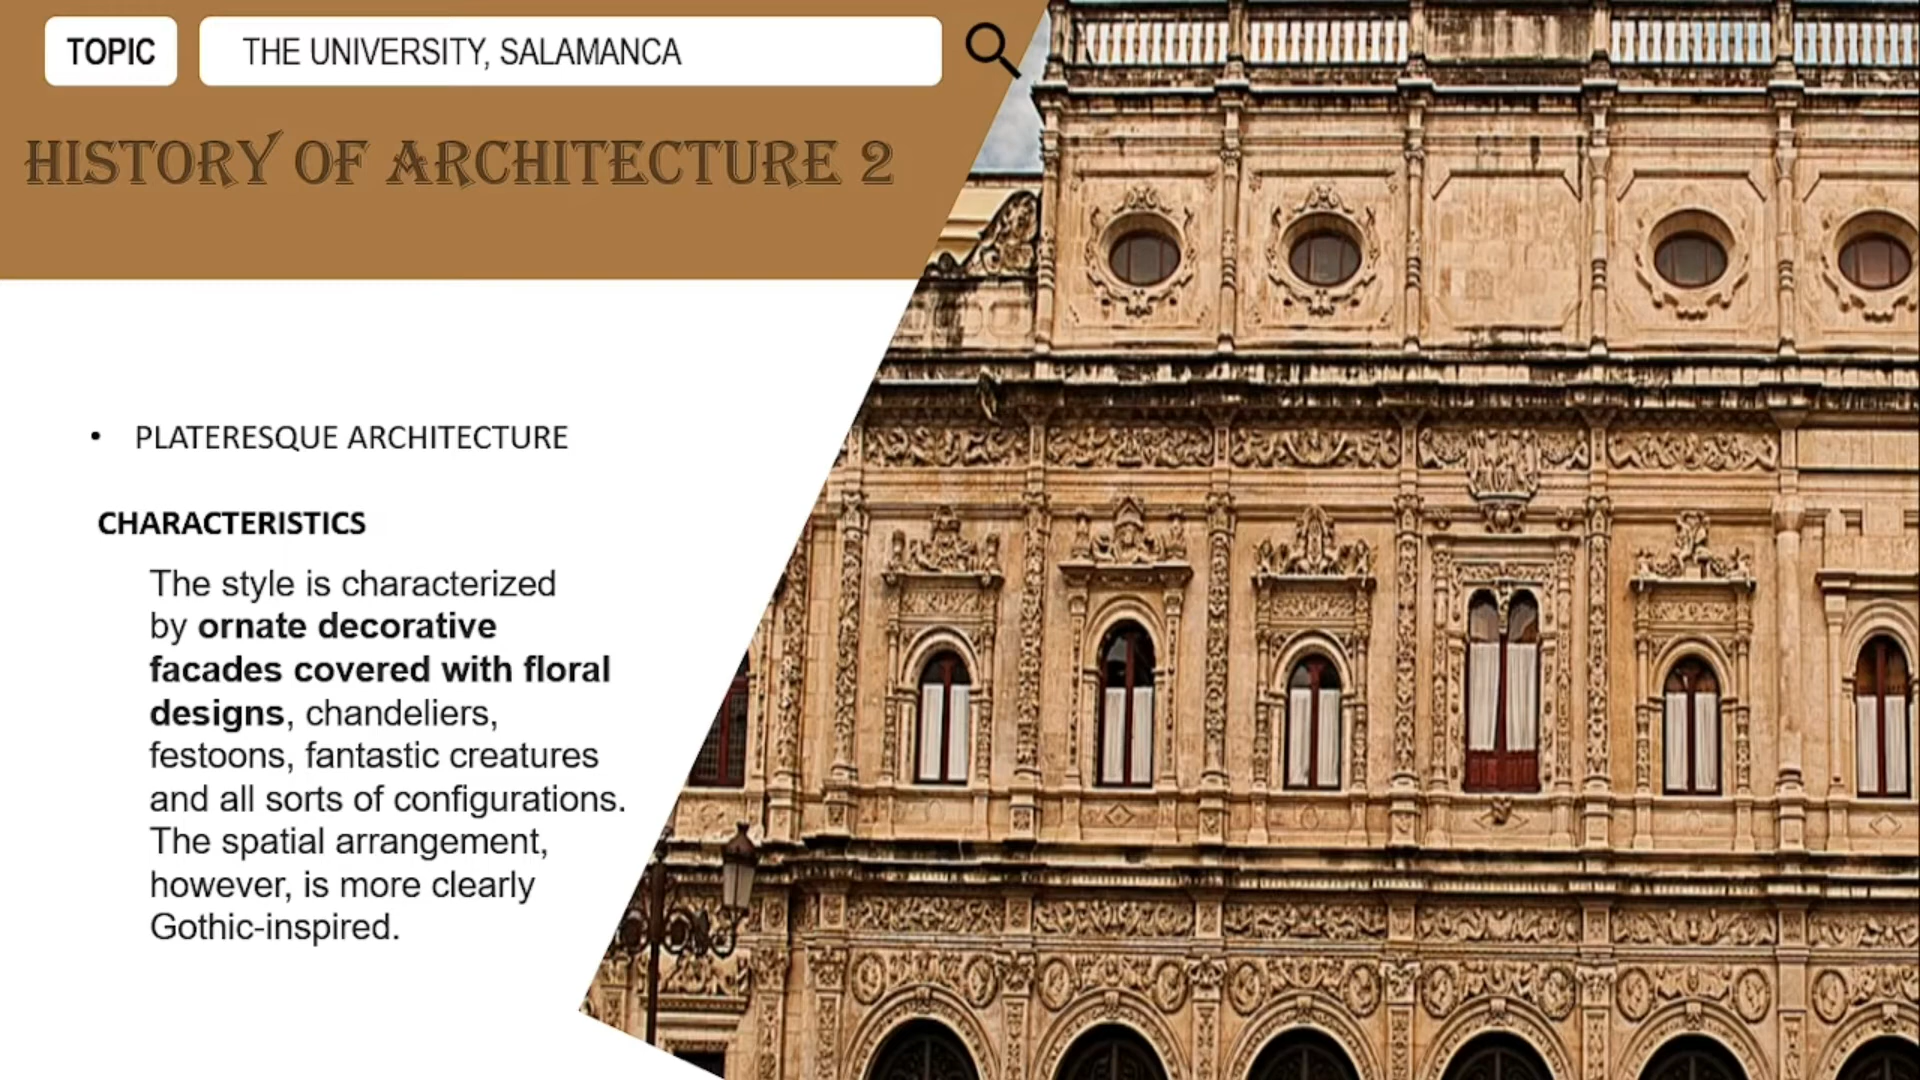 TOPIC
THE UNIVERSITY, SALAMANCA
HISTORY OF ARCHITECTURE 2
• PLATERESQUE ARCHITECTURE
CHARACTERISTICS
The style is characterized
by ornate decorative
facades covered with floral
designs, chandeliers,
festoons, fantastic creatures
and all sorts of configurations.
The spatial arrangement,
however, is more clearly
Gothic-inspired.